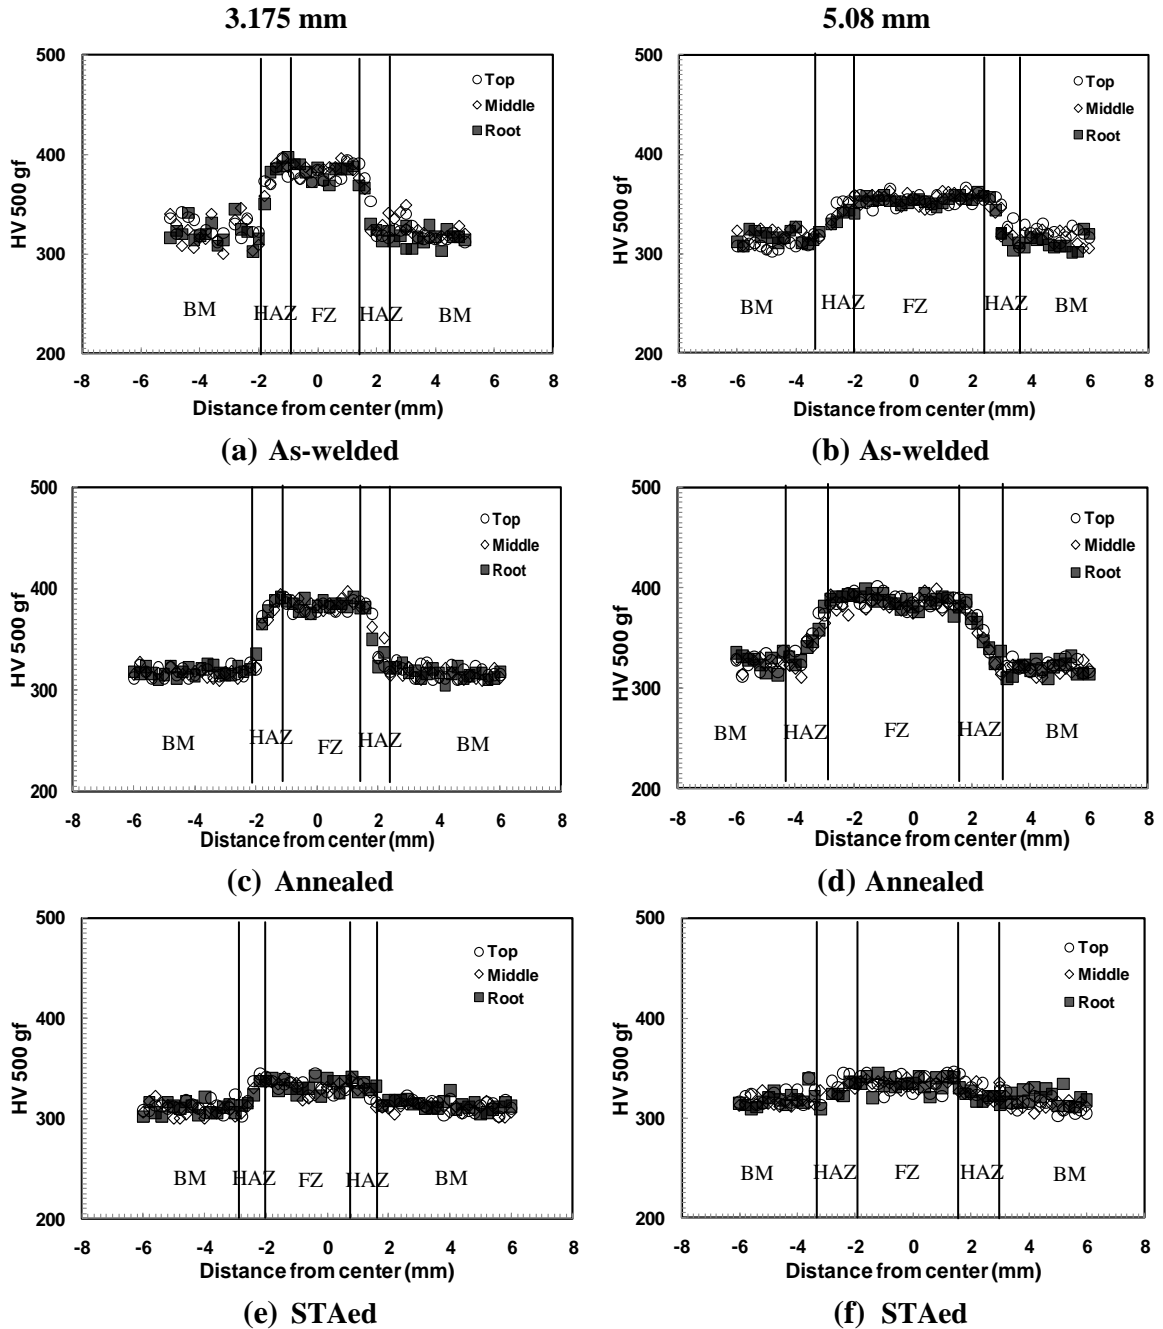 3.175 mm
5.08 mm
500
400
300
200
HV 500 gf
Top
Middle
Root
BM HAZ FZ HAZ BM
-8 -6 -4 -2 0 2 4 6 8
Distance from center (mm)
(a) As-welded
500
400
300
200
HV 500 gf
Top
Middle
Root
BM HAZ FZ HAZ BM
-8 -6 -4 -2 0 2 4 6 8
Distance from center (mm)
(b) As-welded
500
400
300
200
HV 500 gf
Top
Middle
Root
BM HAZ FZ HAZ BM
-8 -6 -4 -2 0 2 4 6 8
Distance from center (mm)
(c) Annealed
500
400
300
200
HV 500 gf
Top
Middle
Root
BM HAZ FZ HAZ BM
-8 -6 -4 -2 0 2 4 6 8
Distance from center (mm)
(d) Annealed
500
400
300
200
HV 500 gf
Top
Middle
Root
BM HAZ FZ HAZ BM
-8 -6 -4 -2 0 2 4 6 8
Distance from center (mm)
(e) STAed
500
400
300
200
HV 500 gf
Top
Middle
Root
BM HAZ FZ HAZ BM
-8 -6 -4 -2 0 2 4 6 8
Distance from center (mm)
(f) STAed